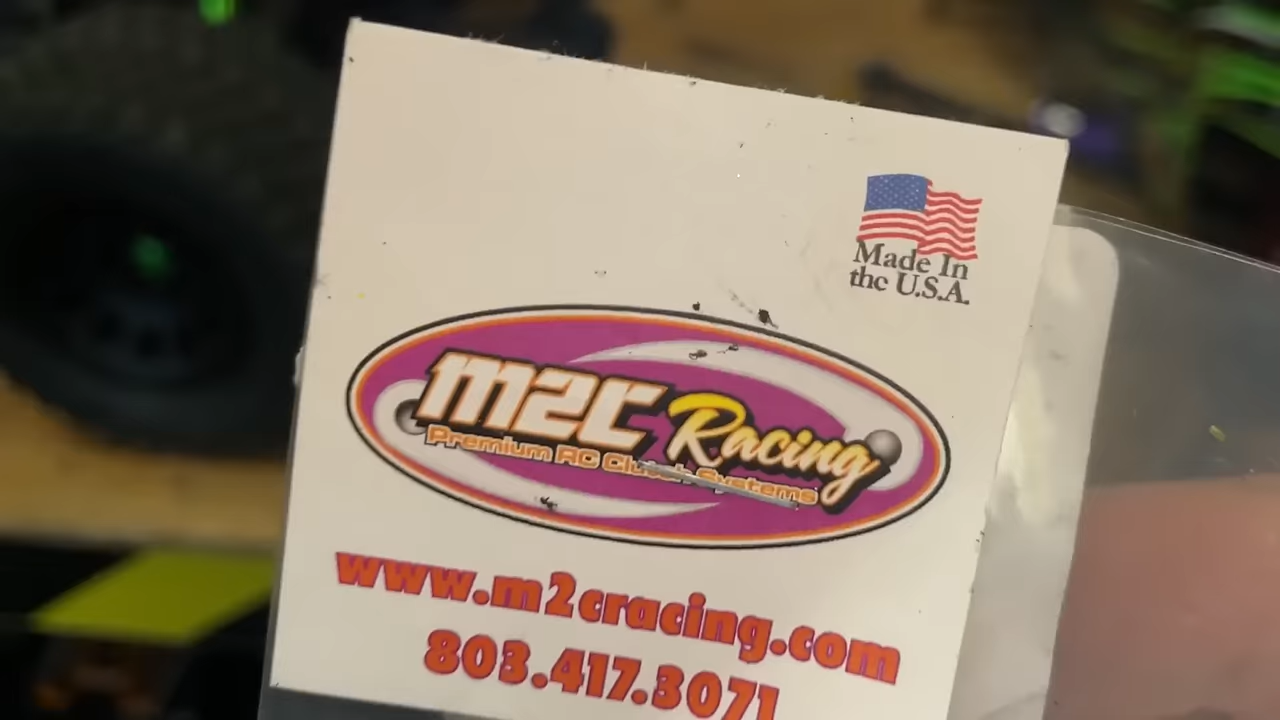 Made In
the U.S.A.
M2C Racing
Premium RC Clutch Systems
www.m2cracing.com
803.417.3071